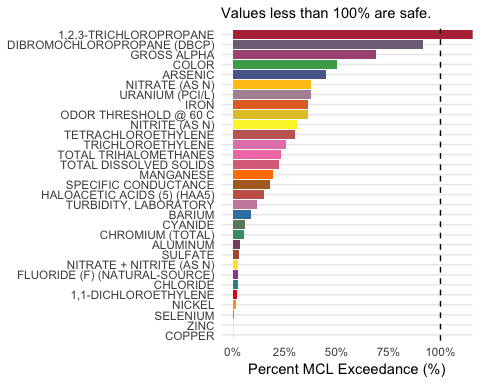 Values less than 100% are safe.
1,2,3-TRICHLOROPROPANE
DIBROMOCHLOROPROPANE (DBCP)
GROSS ALPHA
COLOR
ARSENIC
NITRATE (AS N)
URANIUM (PCI/L)
IRON
ODOR THRESHOLD @ 60 C
NITRITE (AS N)
TETRACHLOROETHYLENE
TRICHLOROETHYLENE
TOTAL TRIHALOMETHANES
TOTAL DISSOLVED SOLIDS
MANGANESE
SPECIFIC CONDUCTANCE
HALOACETIC ACIDS (5) (HAA5)
TURBIDITY, LABORATORY
BARIUM
CYANIDE
CHROMIUM (TOTAL)
ALUMINUM
SULFATE
NITRATE + NITRITE (AS N)
FLUORIDE (F) (NATURAL-SOURCE)
CHLORIDE
1,1-DICHLOROETHYLENE
NICKEL
SELENIUM
ZINC
COPPER
0% 25% 50% 75% 100%
Percent MCL Exceedance (%)